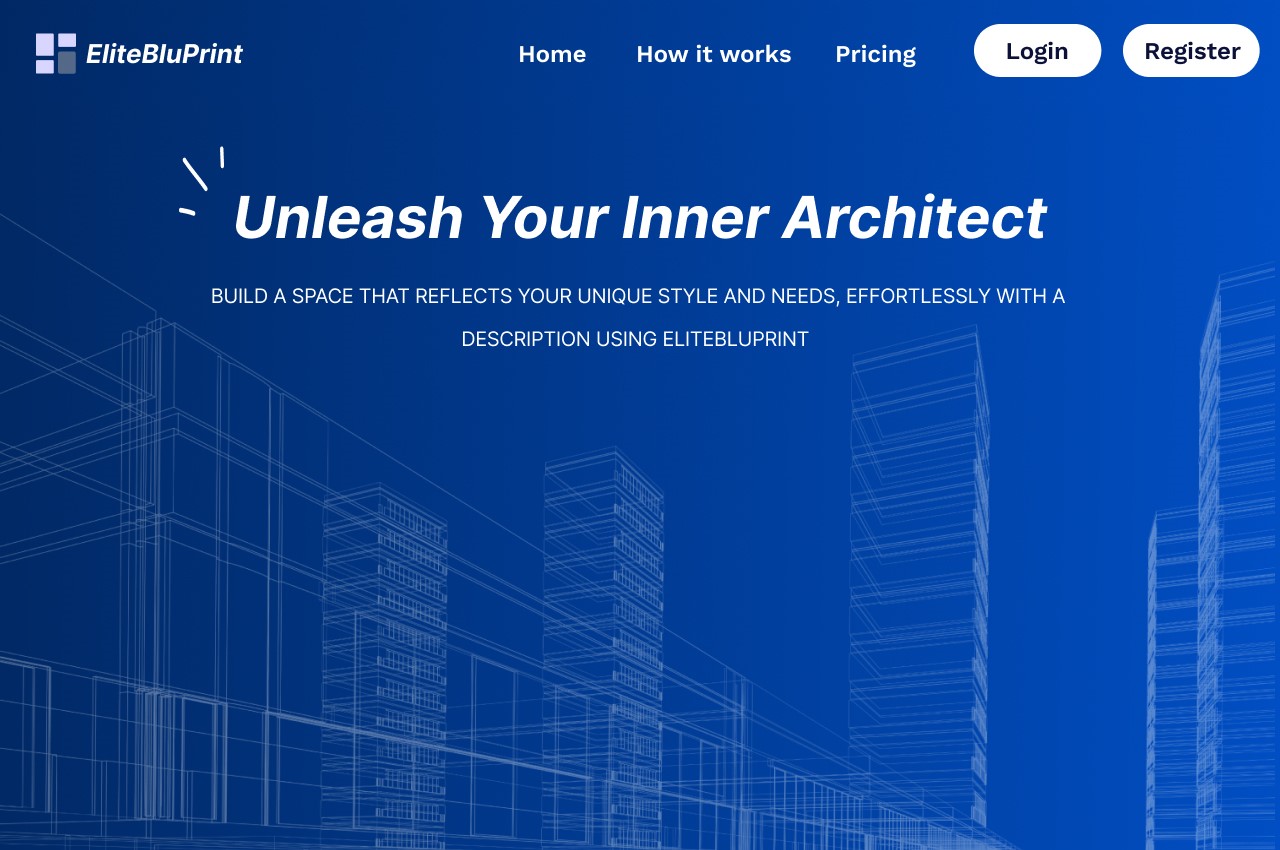 EliteBluPrint
Home How it works Pricing Login Register
Unleash Your Inner Architect
BUILD A SPACE THAT REFLECTS YOUR UNIQUE STYLE AND NEEDS, EFFORTLESSLY WITH A
DESCRIPTION USING ELITEBLUPRINT